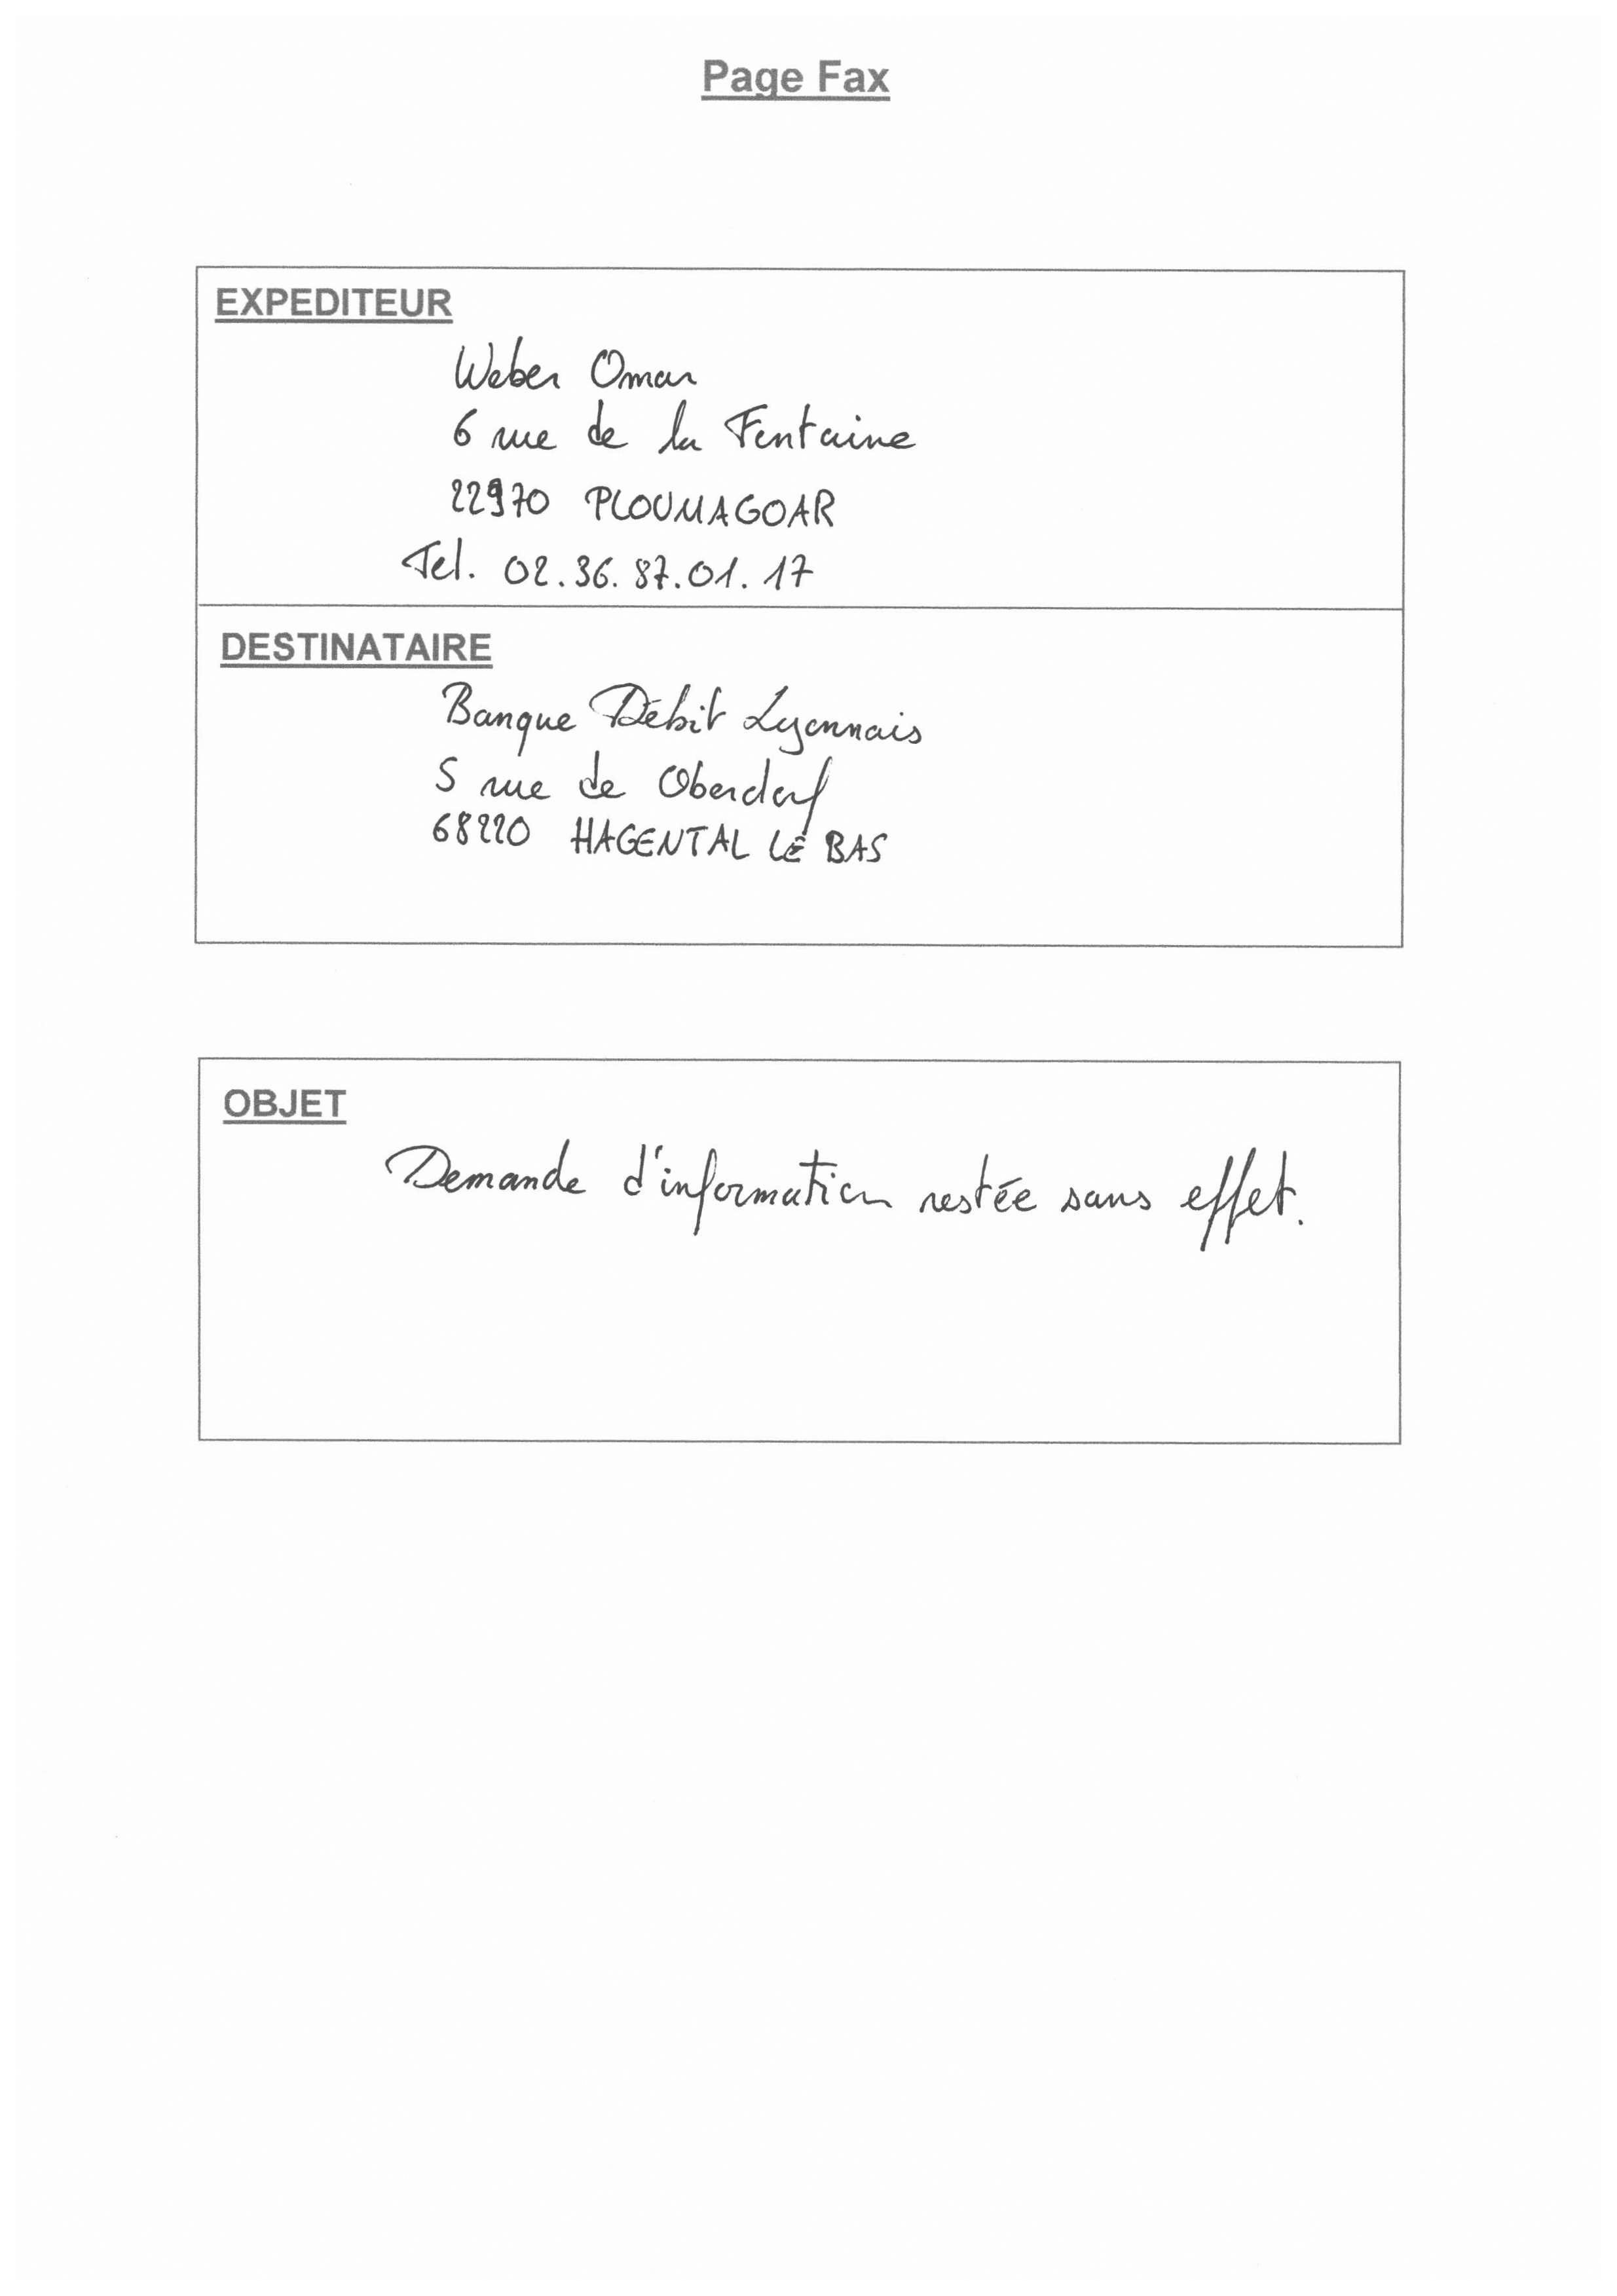 Page Fax
EXPEDITEUR
Weber Omar
6 rue de la Fontaine
22970 PLOUMAGOAR
Tel. 02.36.87.01.17
DESTINATAIRE
Banque Débit Lyonnais
5 rue de Oberdorf
68220 HAGENTAL LE BAS
OBJET
Demande d'information restée sans effet.